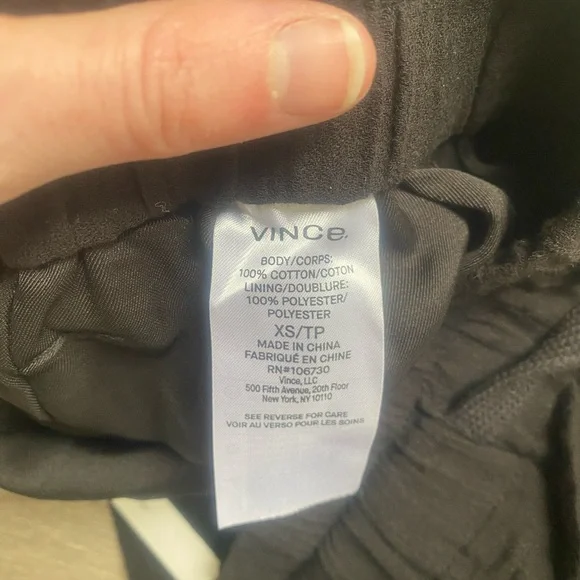 VINCe.
BODY/CORPS:
100% COTTON/COTON
LINING/DOUBLURE:
100% POLYESTER/
POLYESTER
XS/TP
MADE IN CHINA
FABRIQUÉ EN CHINE
RN#106730
Vince, LLC
500 Fifth Avenue, 20th Floor
New York, NY 10110
SEE REVERSE FOR CARE
VOIR AU VERSO POUR LES SOINS